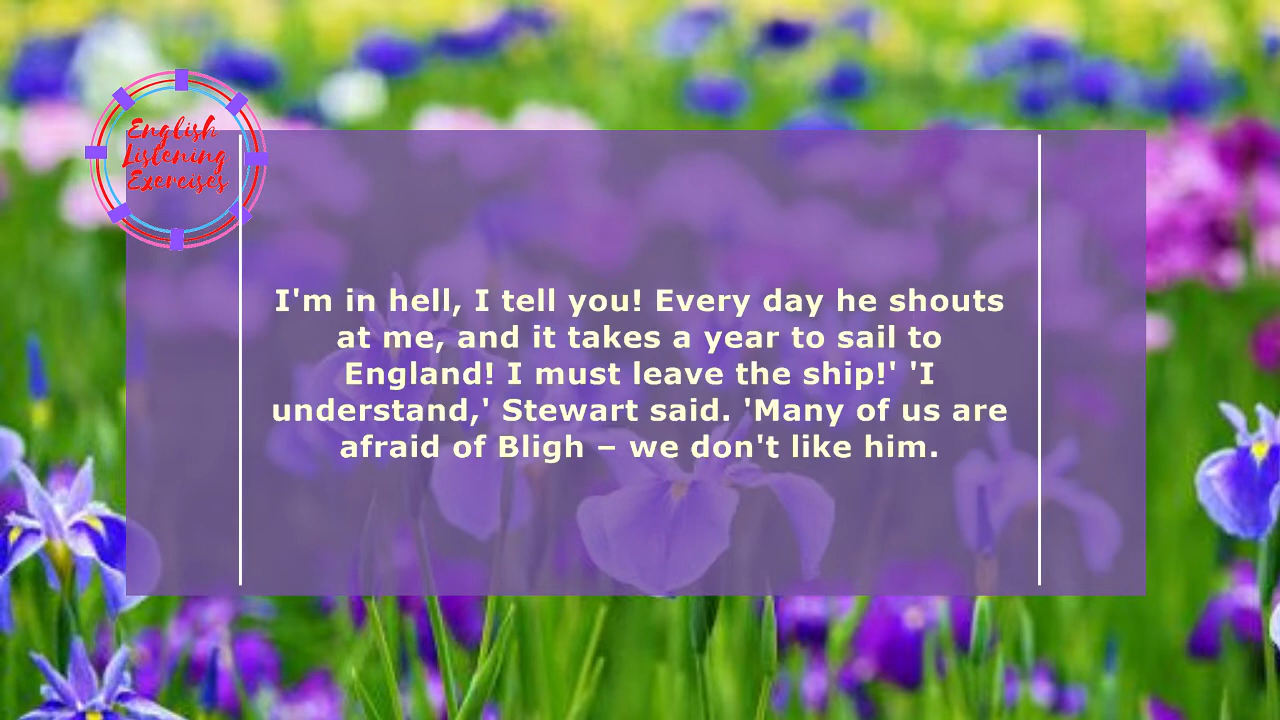 English
Listening
Exercises
I'm in hell, I tell you! Every day he shouts
at me, and it takes a year to sail to
England! I must leave the ship!' 'I
understand,' Stewart said. 'Many of us are
afraid of Bligh – we don't like him.